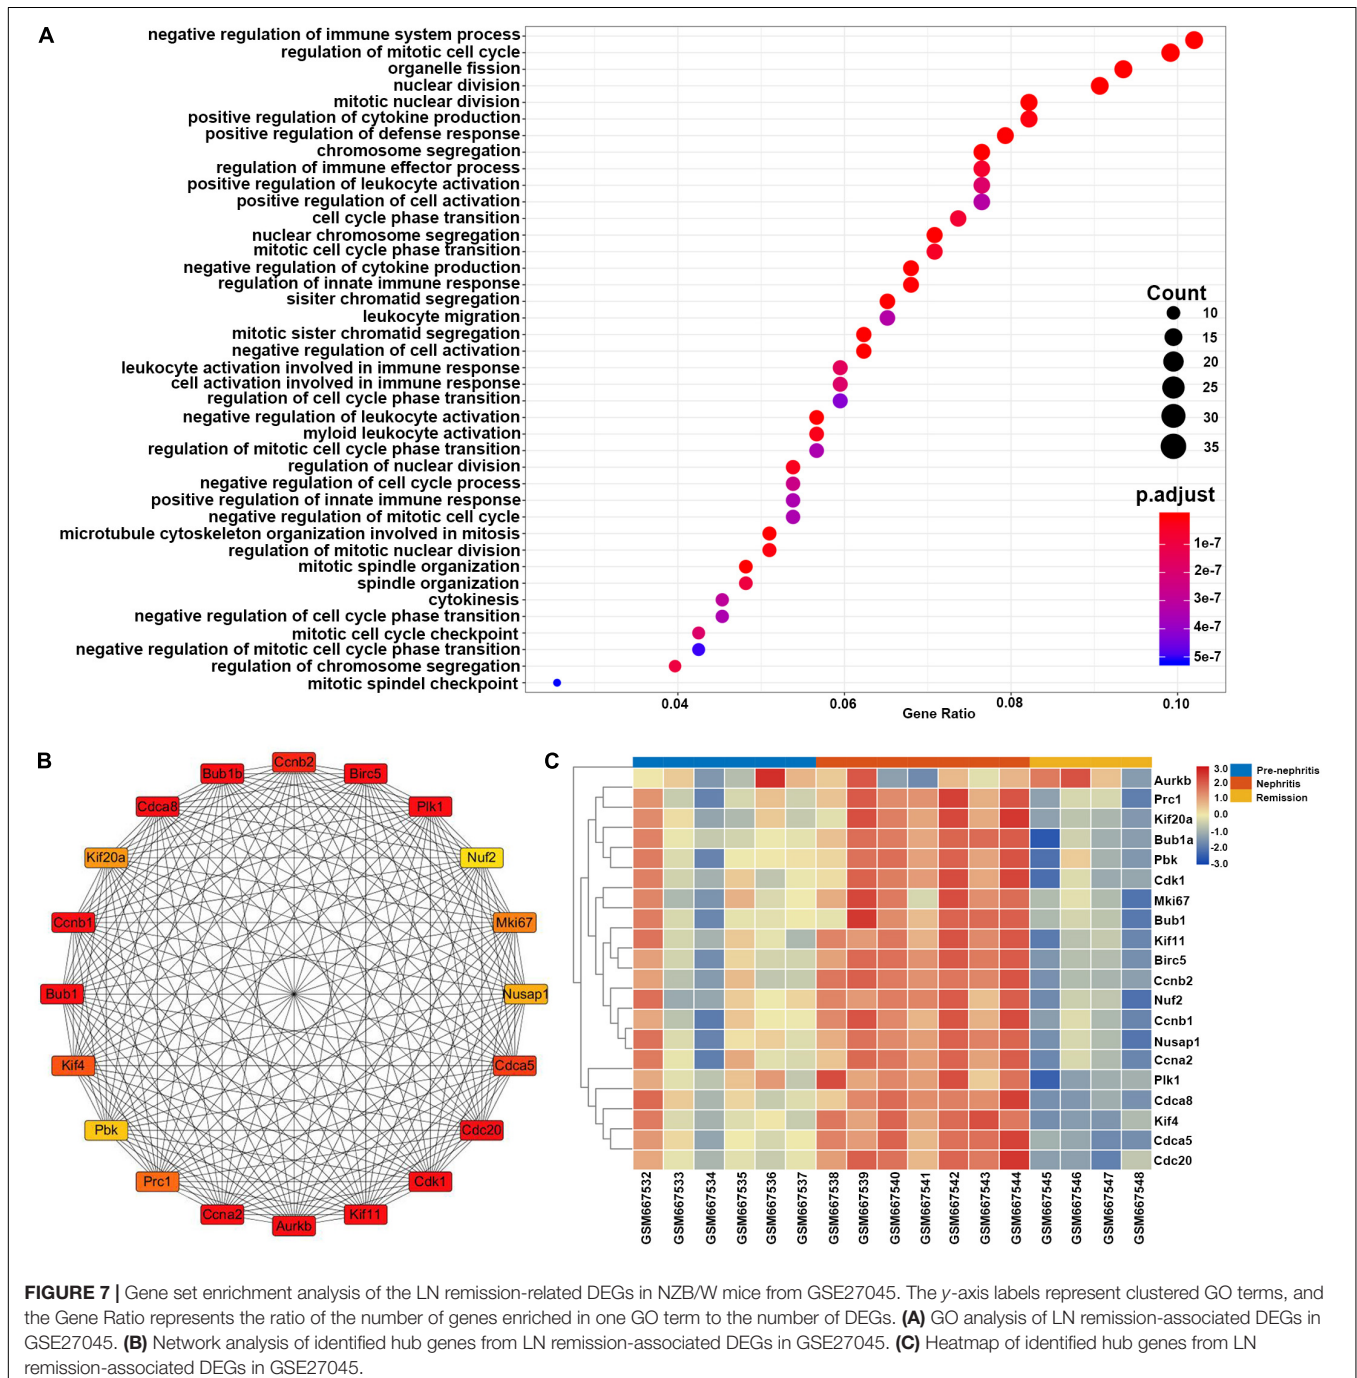 A
negative regulation of immune system process
regulation of mitotic cell cycle
organelle fission
nuclear division
mitotic nuclear division
positive regulation of cytokine production
positive regulation of defense response
chromosome segregation
regulation of immune effector process
positive regulation of leukocyte activation
positive regulation of cell activation
cell cycle phase transition
nuclear chromosome segregation
mitotic cell cycle phase transition
negative regulation of cytokine production
regulation of innate immune response
sisiter chromatid segregation
leukocyte migration
mitotic sister chromatid segregation
negative regulation of cell activation
leukocyte activation involved in immune response
cell activation involved in immune response
regulation of cell cycle phase transition
negative regulation of leukocyte activation
myloid leukocyte activation
regulation of mitotic cell cycle phase transition
regulation of nuclear division
negative regulation of cell cycle process
positive regulation of innate immune response
negative regulation of mitotic cell cycle
microtubule cytoskeleton organization involved in mitosis
regulation of mitotic nuclear division
mitotic spindle organization
spindle organization
cytokinesis
negative regulation of cell cycle phase transition
mitotic cell cycle checkpoint
negative regulation of mitotic cell cycle phase transition
regulation of chromosome segregation
mitotic spindel checkpoint
0.04 0.06 0.08 0.10
Gene Ratio
Count
10
15
20
25
30
35
p.adjust
1e-7
2e-7
3e-7
4e-7
5e-7
B
Ccnb2
Bub1b
Birc5
Cdca8
Plk1
Kif20a
Nuf2
Ccnb1
Mki67
Bub1
Nusap1
Kif4
Cdca5
Pbk
Cdc20
Prc1
Cdk1
Ccna2
Kif11
Aurkb
C
Aurkb
Prc1
Kif20a
Bub1a
Pbk
Cdk1
Mki67
Bub1
Kif11
Birc5
Ccnb2
Nuf2
Ccnb1
Nusap1
Ccna2
Plk1
Cdca8
Kif4
Cdca5
Cdc20
3.0
2.0
1.0
0.0
-1.0
-2.0
-3.0
Pre-nephritis
Nephritis
Remission
GSM667532
GSM667533
GSM667534
GSM667535
GSM667536
GSM667537
GSM667538
GSM667539
GSM667540
GSM667541
GSM667542
GSM667543
GSM667544
GSM667545
GSM667546
GSM667547
GSM667548
FIGURE 7 | Gene set enrichment analysis of the LN remission-related DEGs in NZB/W mice from GSE27045. The y-axis labels represent clustered GO terms, and
the Gene Ratio represents the ratio of the number of genes enriched in one GO term to the number of DEGs. (A) GO analysis of LN remission-associated DEGs in
GSE27045. (B) Network analysis of identified hub genes from LN remission-associated DEGs in GSE27045. (C) Heatmap of identified hub genes from LN
remission-associated DEGs in GSE27045.